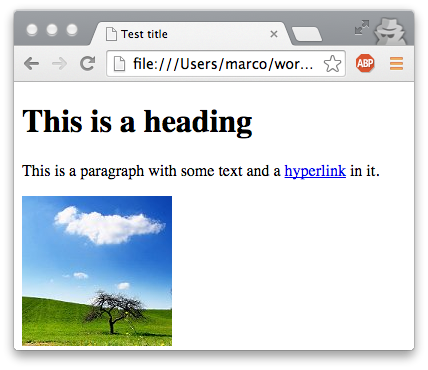 Test title
file:///Users/marco/wor...
ABP
This is a heading
This is a paragraph with some text and a hyperlink in it.